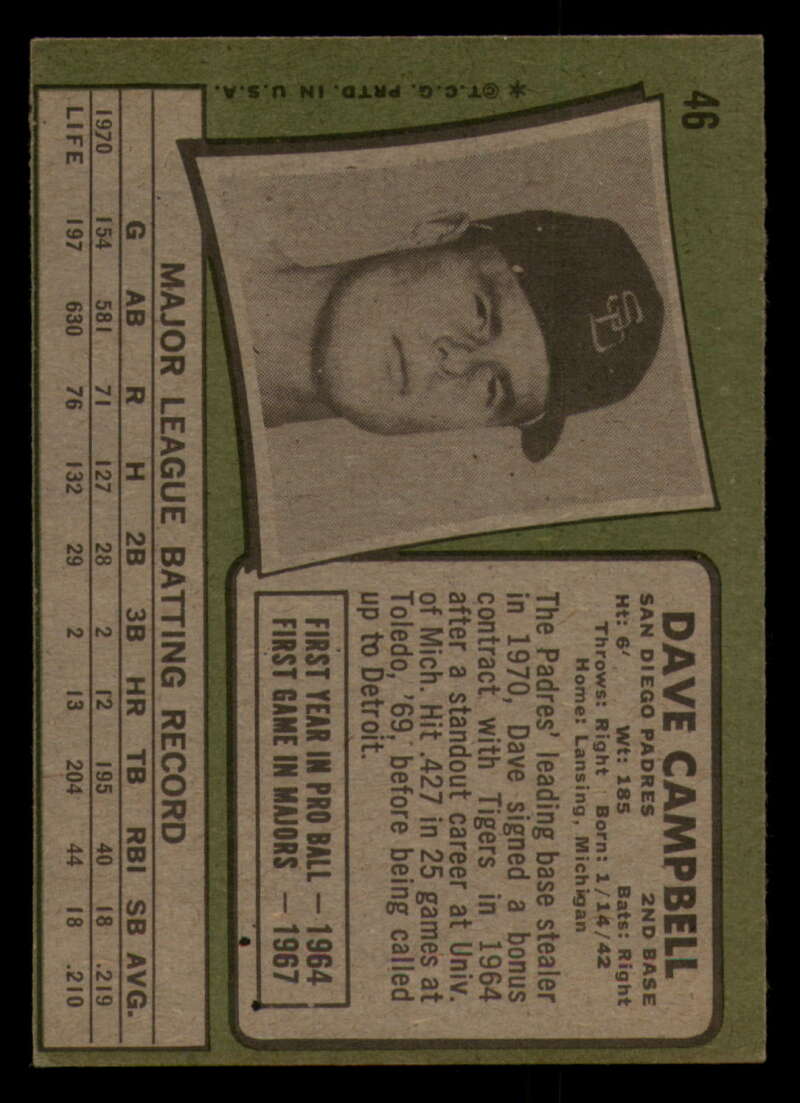 46
*©T.C.G. PRTD. IN U.S.A.
SD
DAVE CAMPBELL
SAN DIEGO PADRES 2ND BASE
Ht: 6' Wt: 185 Bats: Right
Throws: Right Born: 1/14/42
Home: Lansing, Michigan
The Padres' leading base stealer
in 1970, Dave signed a bonus
contract with Tigers in 1964
after a standout career at Univ.
of Mich. Hit .427 in 25 games at
Toledo, '69, before being called
up to Detroit.
FIRST YEAR IN PRO BALL — 1964
FIRST GAME IN MAJORS — 1967
MAJOR LEAGUE BATTING RECORD
G AB R H 2B 3B HR TB RBI SB AVG.
1970 154 581 71 127 28 2 12 195 40 18 .219
LIFE 197 630 76 132 29 2 13 204 44 18 .210